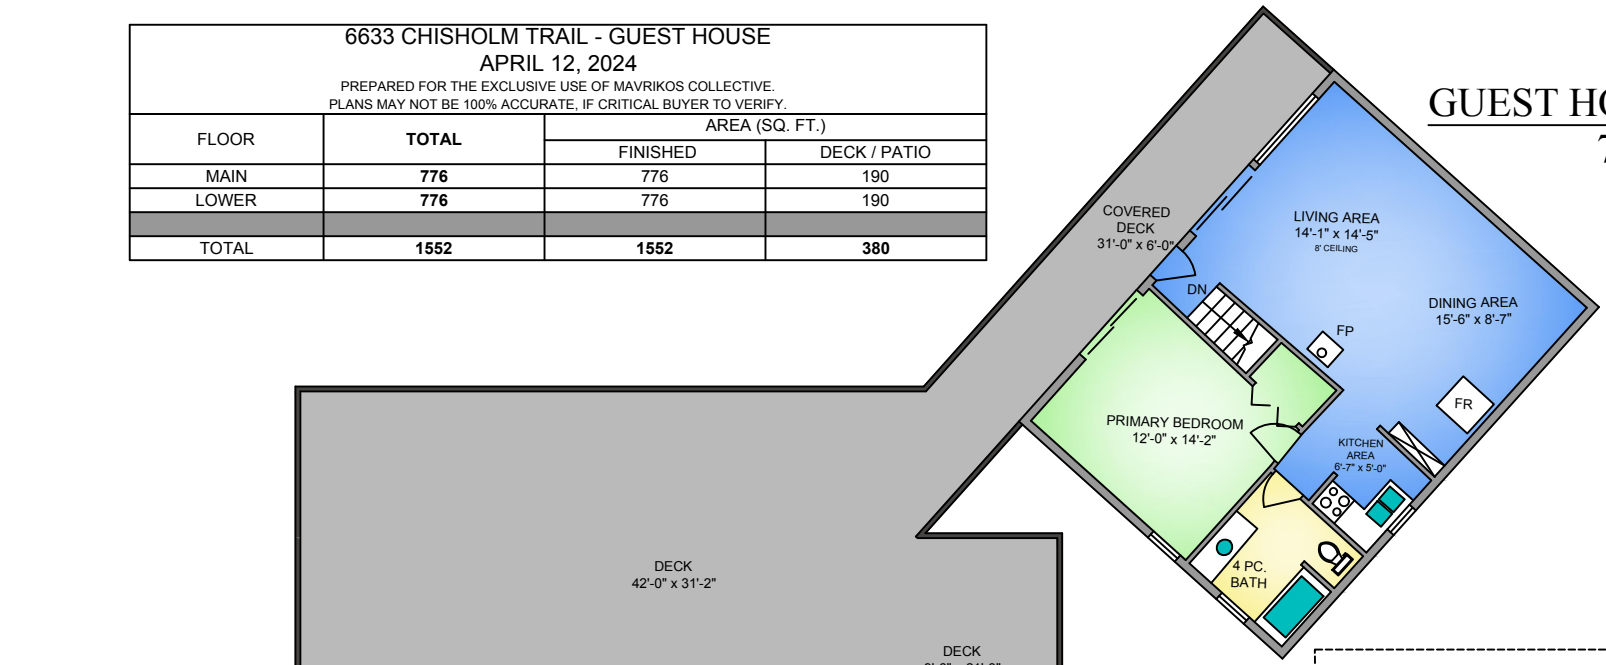 6633 CHISHOLM TRAIL - GUEST HOUSE
APRIL 12, 2024
PREPARED FOR THE EXCLUSIVE USE OF MAVRIKOS COLLECTIVE.
PLANS MAY NOT BE 100% ACCURATE, IF CRITICAL BUYER TO VERIFY.
FLOOR TOTAL AREA (SQ. FT.)
FINISHED DECK / PATIO
MAIN 776 776 190
LOWER 776 776 190
TOTAL 1552 1552 380
GUEST
COVERED
DECK
31'-0" x 6'-0"
LIVING AREA
14'-1" x 14'-5"
8' CEILING
DN
DINING AREA
15'-6" x 8'-7"
FP
FR
PRIMARY BEDROOM
12'-0" x 14'-2"
KITCHEN
AREA
6'-7" x 5'-0"
4 PC.
BATH
DECK
42'-0" x 31'-2"
DECK